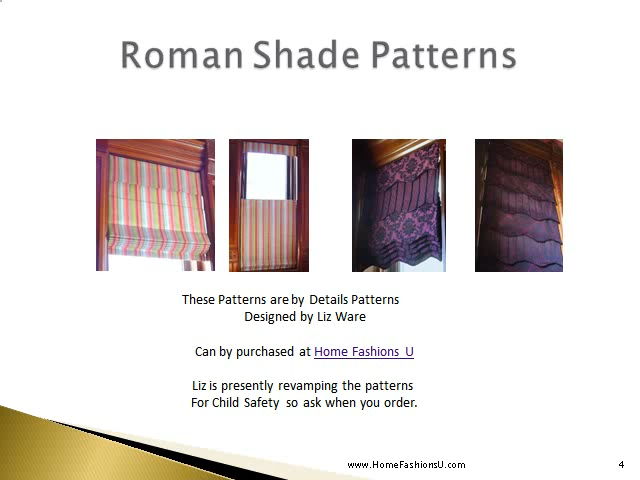 Roman Shade Patterns
These Patterns are by Details Patterns
Designed by Liz Ware
Can by purchased at Home Fashions U
Liz is presently revamping the patterns
For Child Safety so ask when you order.
www.HomeFashionsU.com
4